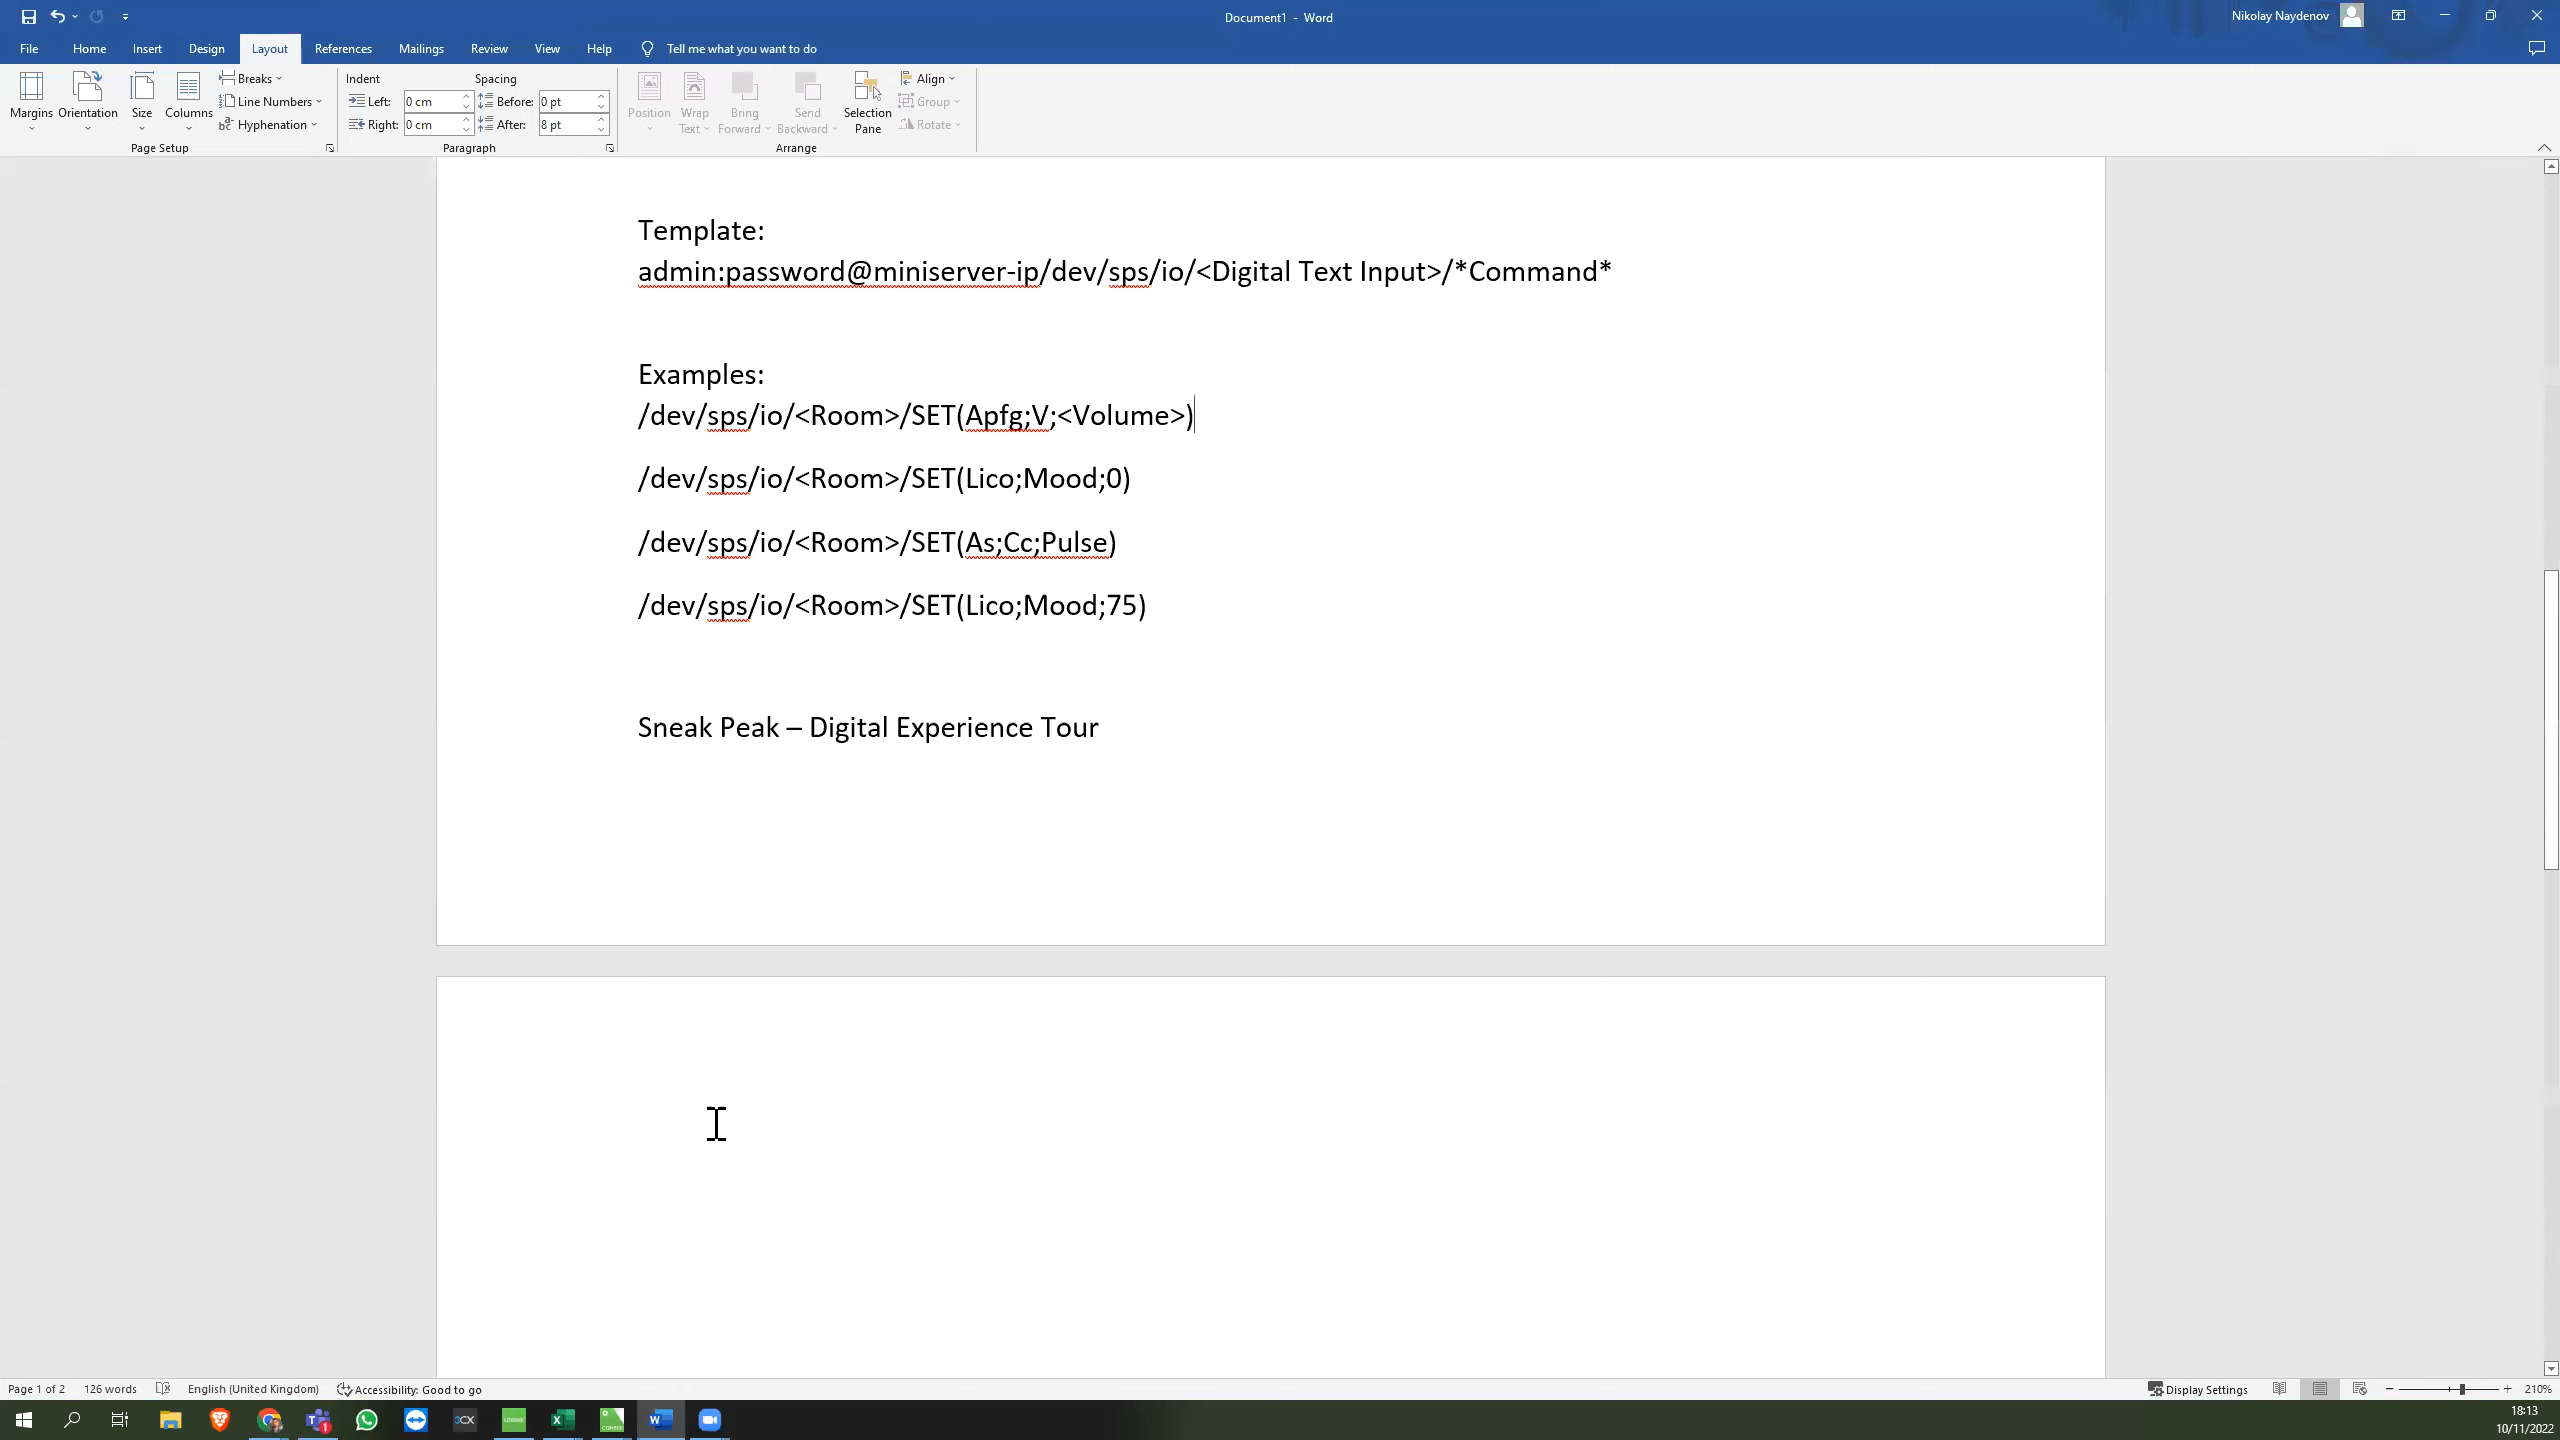 Document1 - Word
Nikolay Naydenov
File Home Insert Design Layout References Mailings Review View Help Tell me what you want to do
Margins
Orientation
Size
Columns
Breaks
Line Numbers
Hyphenation
Page Setup
Indent
Left: 0 cm
Right: 0 cm
Spacing
Before: 0 pt
After: 8 pt
Paragraph
Position
Wrap
Text
Bring
Forward
Send
Backward
Selection
Pane
Align
Group
Rotate
Arrange
Template:
admin:password@miniserver-ip/dev/sps/io/<Digital Text Input>/*Command*
Examples:
/dev/sps/io/<Room>/SET(Apfg;V;<Volume>)
/dev/sps/io/<Room>/SET(Lico;Mood;0)
/dev/sps/io/<Room>/SET(As;Cc;Pulse)
/dev/sps/io/<Room>/SET(Lico;Mood;75)
Sneak Peak – Digital Experience Tour
Page 1 of 2 126 words English (United Kingdom) Accessibility: Good to go
Display Settings 210%
3CX
18:13
10/11/2022